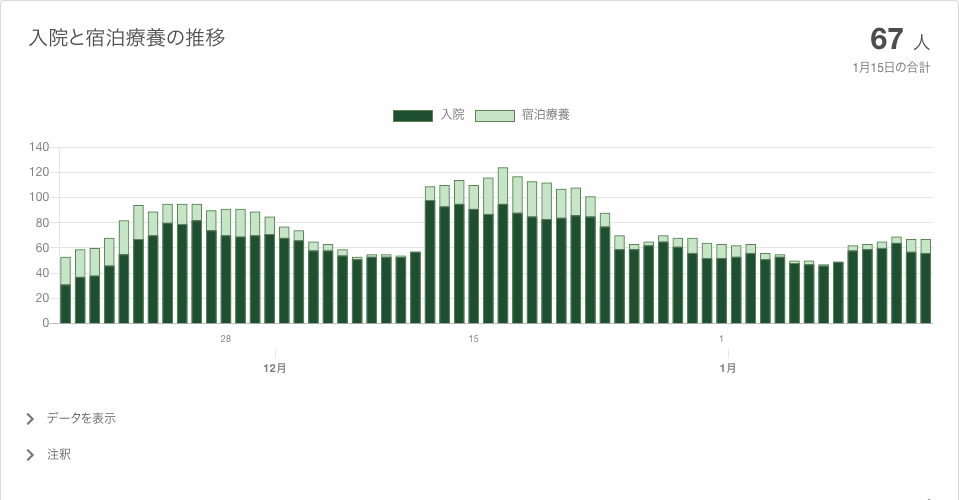 入院と宿泊療養の推移
67 人
1月15日の合計
入院 宿泊療養
140
120
100
80
60
40
20
0
28 15 1
12月 1月
データを表示
注釈